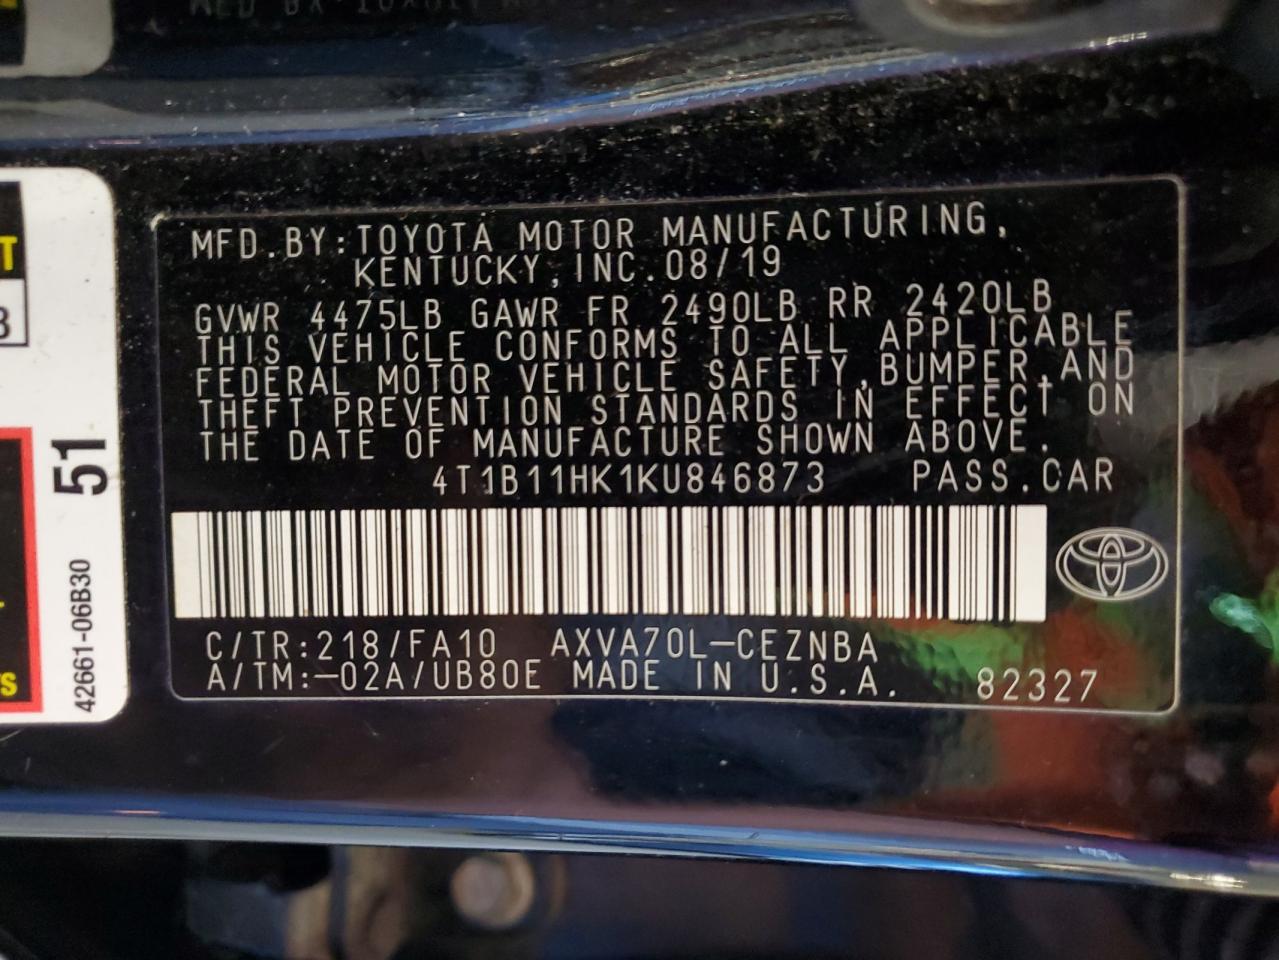 MFD.BY:TOYOTA MOTOR MANUFACTURING,
KENTUCKY,INC.08/19
GVWR 4475LB GAWR FR 2490LB RR 2420LB
THIS VEHICLE CONFORMS TO ALL APPLICABLE
FEDERAL MOTOR VEHICLE SAFETY,BUMPER,AND
THEFT PREVENTION STANDARDS IN EFFECT ON
THE DATE OF MANUFACTURE SHOWN ABOVE.
4T1B11HK1KU846873 PASS.CAR
C/TR:218/FA10 AXVA70L-CEZNBA
A/TM:-02A/UB80E MADE IN U.S.A. 82327
51
42661-06B30